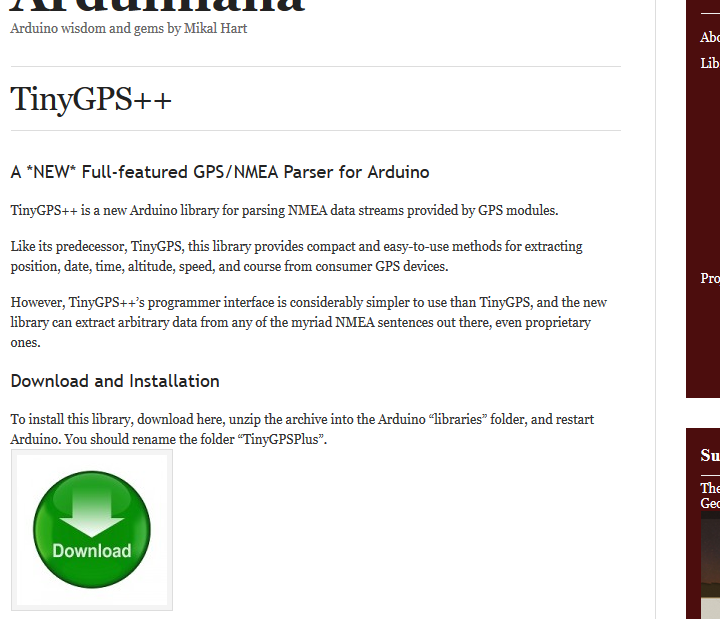 Arduiniana
Arduino wisdom and gems by Mikal Hart
TinyGPS++
A *NEW* Full-featured GPS/NMEA Parser for Arduino
TinyGPS++ is a new Arduino library for parsing NMEA data streams provided by GPS modules.
Like its predecessor, TinyGPS, this library provides compact and easy-to-use methods for extracting
position, date, time, altitude, speed, and course from consumer GPS devices.
However, TinyGPS++’s programmer interface is considerably simpler to use than TinyGPS, and the new
library can extract arbitrary data from any of the myriad NMEA sentences out there, even proprietary
ones.
Download and Installation
To install this library, download here, unzip the archive into the Arduino “libraries” folder, and restart
Arduino. You should rename the folder “TinyGPSPlus”.
Download
Abo
Lib
Pro
Su
The
Geo